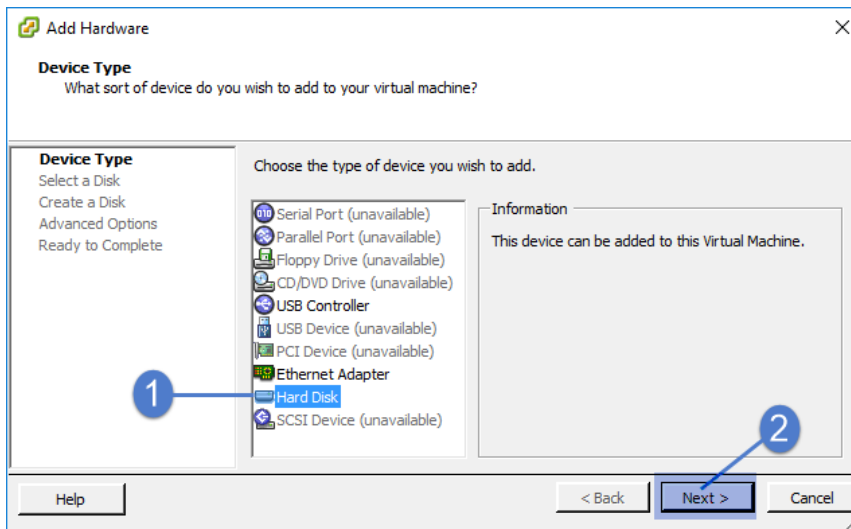 Add Hardware
Device Type
What sort of device do you wish to add to your virtual machine?
Device Type
Select a Disk
Create a Disk
Advanced Options
Ready to Complete
Choose the type of device you wish to add.
Serial Port (unavailable)
Parallel Port (unavailable)
Floppy Drive (unavailable)
CD/DVD Drive (unavailable)
USB Controller
USB Device (unavailable)
PCI Device (unavailable)
Ethernet Adapter
Hard Disk
SCSI Device (unavailable)
Information
This device can be added to this Virtual Machine.
1
2
Help
< Back
Next >
Cancel